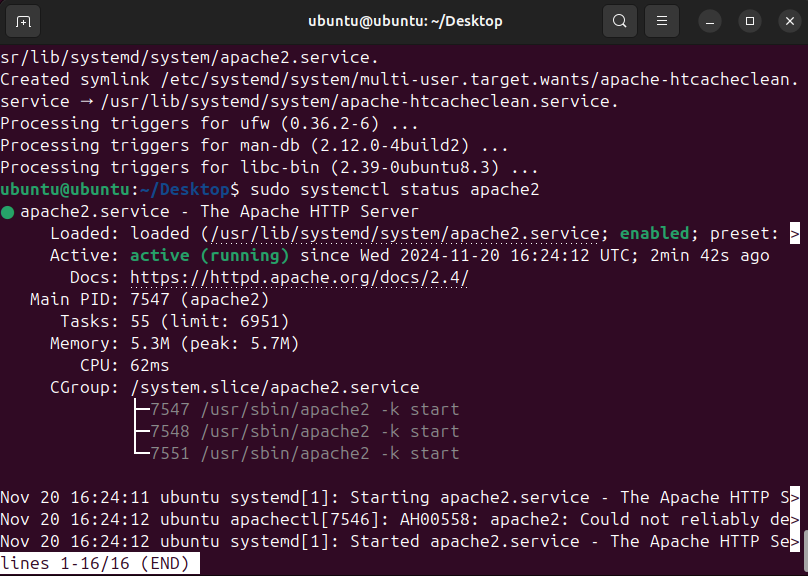 ubuntu@ubuntu: ~/Desktop
sr/lib/systemd/system/apache2.service.
Created symlink /etc/systemd/system/multi-user.target.wants/apache-htcacheclean.
service → /usr/lib/systemd/system/apache-htcacheclean.service.
Processing triggers for ufw (0.36.2-6) ...
Processing triggers for man-db (2.12.0-4build2) ...
Processing triggers for libc-bin (2.39-0ubuntu8.3) ...
ubuntu@ubuntu:~/Desktop$ sudo systemctl status apache2
● apache2.service - The Apache HTTP Server
     Loaded: loaded (/usr/lib/systemd/system/apache2.service; enabled; preset: >
     Active: active (running) since Wed 2024-11-20 16:24:12 UTC; 2min 42s ago
       Docs: https://httpd.apache.org/docs/2.4/
   Main PID: 7547 (apache2)
      Tasks: 55 (limit: 6951)
     Memory: 5.3M (peak: 5.7M)
        CPU: 62ms
     CGroup: /system.slice/apache2.service
             ├─7547 /usr/sbin/apache2 -k start
             ├─7548 /usr/sbin/apache2 -k start
             └─7551 /usr/sbin/apache2 -k start
Nov 20 16:24:11 ubuntu systemd[1]: Starting apache2.service - The Apache HTTP S>
Nov 20 16:24:12 ubuntu apachectl[7546]: AH00558: apache2: Could not reliably de>
Nov 20 16:24:12 ubuntu systemd[1]: Started apache2.service - The Apache HTTP Se>
lines 1-16/16 (END)